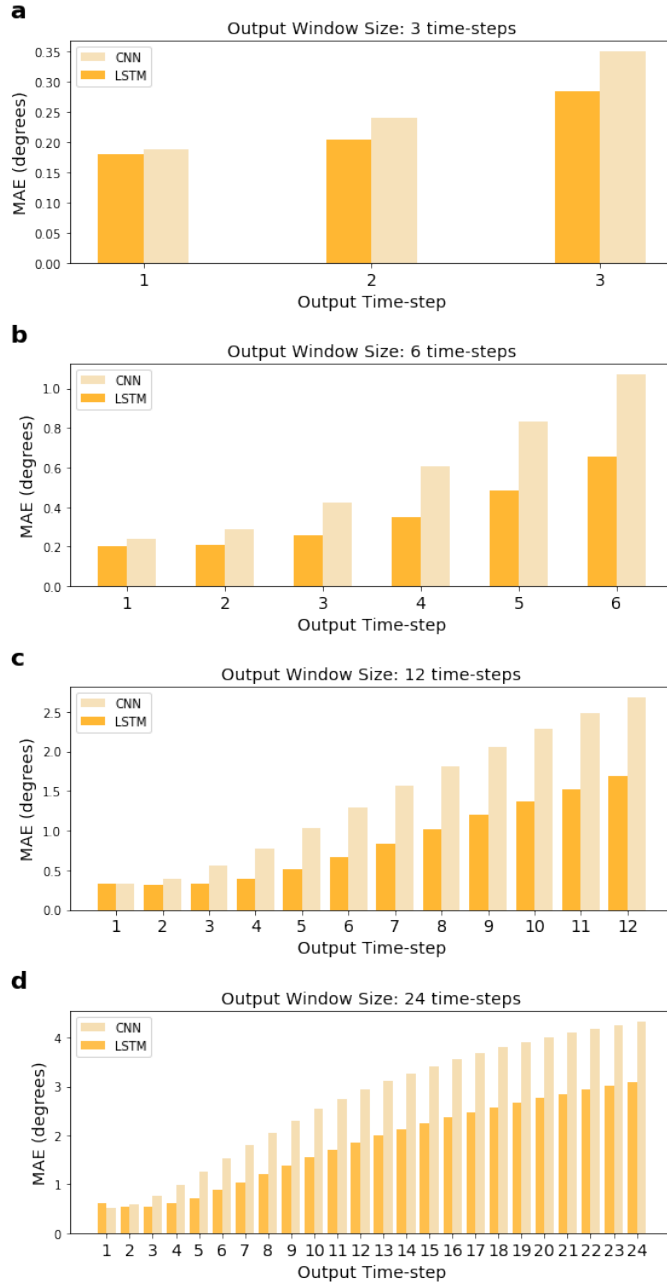 a
Output Window Size: 3 time-steps
0.35
0.30
0.25
0.20
0.15
0.10
0.05
0.00
MAE (degrees)
CNN
LSTM
1 2 3
Output Time-step
b
Output Window Size: 6 time-steps
1.0
0.8
0.6
0.4
0.2
0.0
MAE (degrees)
CNN
LSTM
1 2 3 4 5 6
Output Time-step
c
Output Window Size: 12 time-steps
2.5
2.0
1.5
1.0
0.5
0.0
MAE (degrees)
CNN
LSTM
1 2 3 4 5 6 7 8 9 10 11 12
Output Time-step
d
Output Window Size: 24 time-steps
4
3
2
1
0
MAE (degrees)
CNN
LSTM
1 2 3 4 5 6 7 8 9 10 11 12 13 14 15 16 17 18 19 20 21 22 23 24
Output Time-step